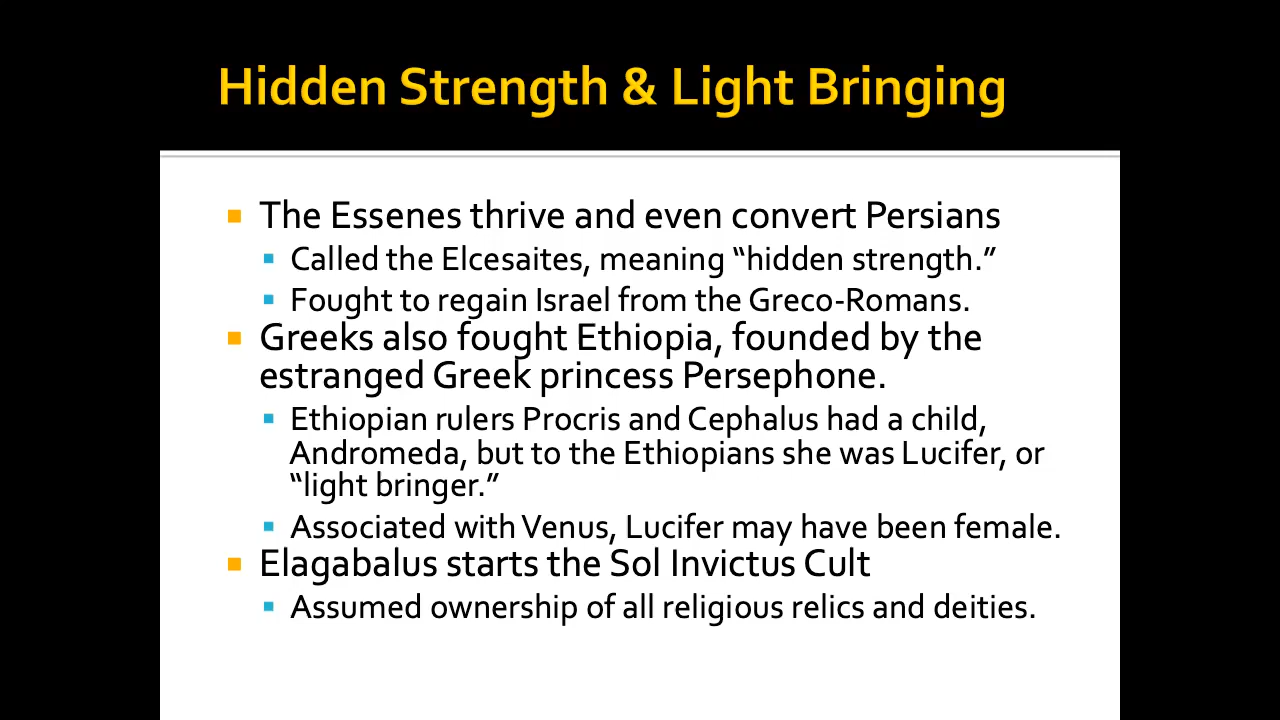 Hidden Strength & Light Bringing
The Essenes thrive and even convert Persians
Called the Elcesaites, meaning “hidden strength.”
Fought to regain Israel from the Greco-Romans.
Greeks also fought Ethiopia, founded by the
estranged Greek princess Persephone.
Ethiopian rulers Procris and Cephalus had a child,
Andromeda, but to the Ethiopians she was Lucifer, or
“light bringer.”
Associated with Venus, Lucifer may have been female.
Elagabalus starts the Sol Invictus Cult
Assumed ownership of all religious relics and deities.